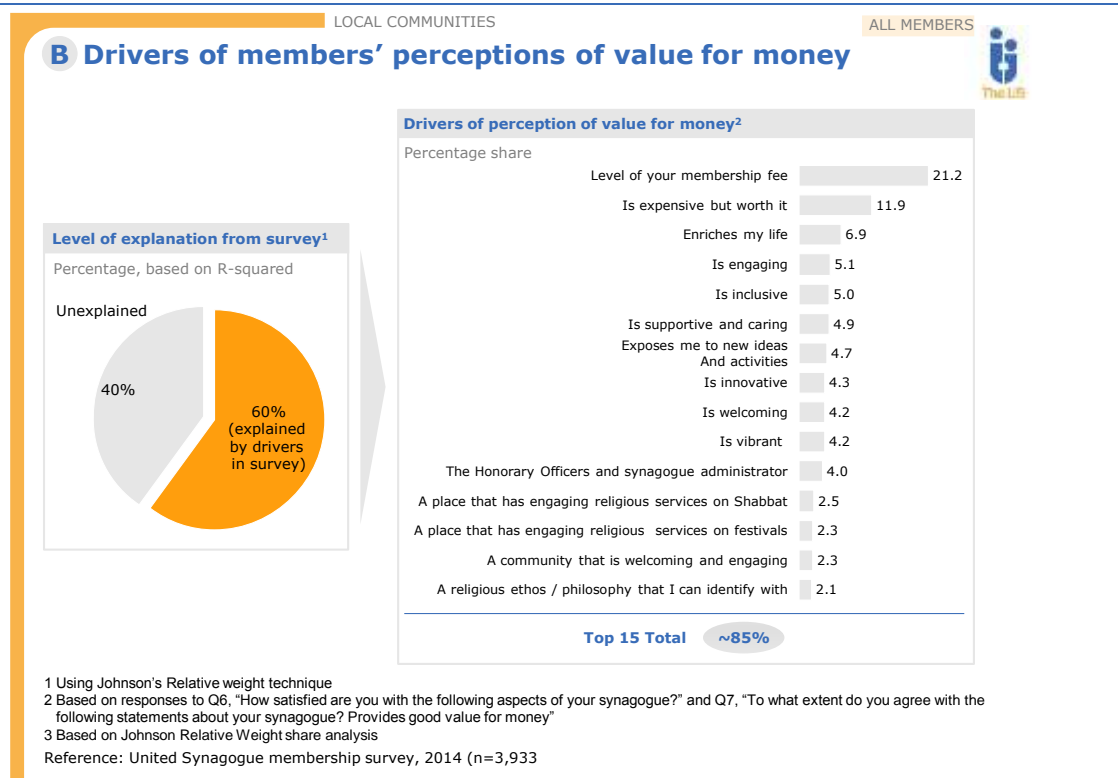 LOCAL COMMUNITIES
ALL MEMBERS
B Drivers of members’ perceptions of value for money
The US
Drivers of perception of value for money2
Percentage share
Level of your membership fee 21.2
Is expensive but worth it 11.9
Enriches my life 6.9
Is engaging 5.1
Is inclusive 5.0
Is supportive and caring 4.9
Exposes me to new ideas
And activities 4.7
Is innovative 4.3
Is welcoming 4.2
Is vibrant 4.2
The Honorary Officers and synagogue administrator 4.0
A place that has engaging religious services on Shabbat 2.5
A place that has engaging religious services on festivals 2.3
A community that is welcoming and engaging 2.3
A religious ethos / philosophy that I can identify with 2.1
Top 15 Total ~85%
Level of explanation from survey1
Percentage, based on R-squared
Unexplained
40%
60%
(explained
by drivers
in survey)
1 Using Johnson’s Relative weight technique
2 Based on responses to Q6, “How satisfied are you with the following aspects of your synagogue?” and Q7, “To what extent do you agree with the
following statements about your synagogue? Provides good value for money”
3 Based on Johnson Relative Weight share analysis
Reference: United Synagogue membership survey, 2014 (n=3,933